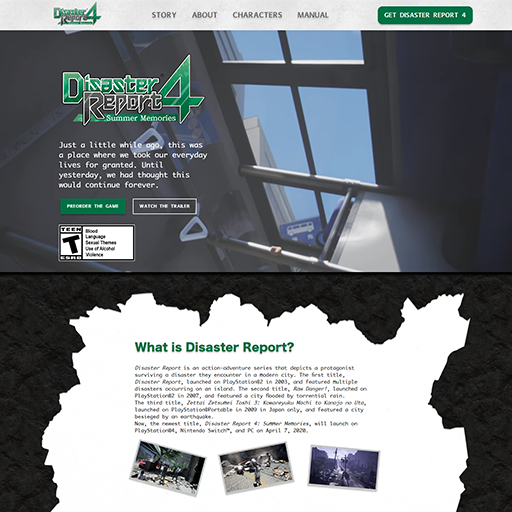 Disaster Report 4
STORY ABOUT CHARACTERS MANUAL
GET DISASTER REPORT 4
Disaster
Report 4
Summer Memories
Just a little while ago, this was
a place where we took our everyday
lives for granted. Until
yesterday, we had thought this
would continue forever.
PREORDER THE GAME
WATCH THE TRAILER
TEEN
T
ESRB
Blood
Language
Sexual Themes
Use of Alcohol
Violence
What is Disaster Report?
Disaster Report is an action-adventure series that depicts a protagonist
surviving a disaster they encounter in a modern city. The first title,
Disaster Report, launched on PlayStation®2 in 2003, and featured multiple
disasters occurring on an island. The second title, Raw Danger!, launched on
PlayStation®2 in 2007, and featured a city flooded by torrential rain.
The third title, Zettai Zetsumei Toshi 3: Kowareyuku Machi to Kanojo no Uta,
launched on PlayStation®Portable in 2009 in Japan only, and featured a city
besieged by an earthquake.
Now, the newest title, Disaster Report 4: Summer Memories, will launch on
PlayStation®4, Nintendo Switch™, and PC on April 7, 2020.